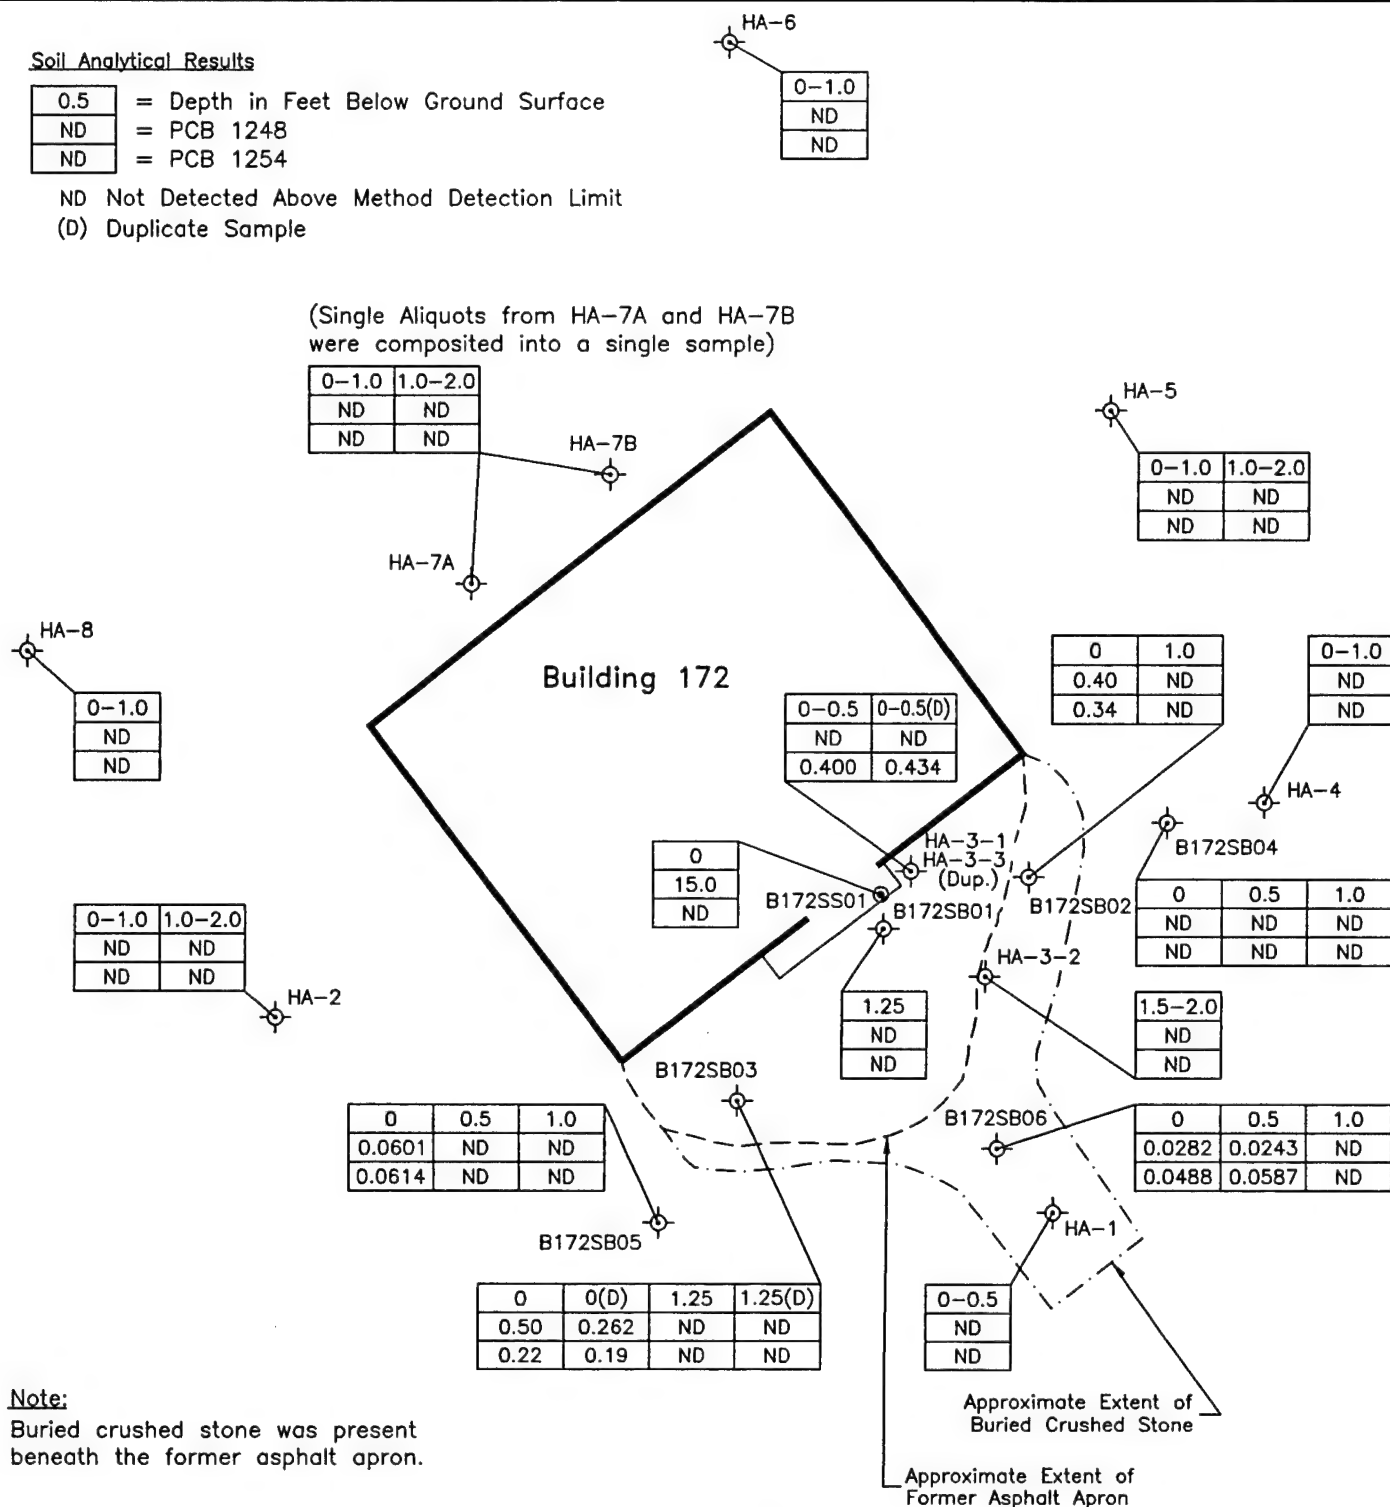 HA-6
0-1.0
ND
ND
Soil Analytical Results
0.5 = Depth in Feet Below Ground Surface
ND = PCB 1248
ND = PCB 1254
ND Not Detected Above Method Detection Limit
(D) Duplicate Sample
(Single Aliquots from HA-7A and HA-7B
were composited into a single sample)
0-1.0 1.0-2.0
ND ND
ND ND
HA-7B
HA-7A
HA-5
0-1.0 1.0-2.0
ND ND
ND ND
HA-8
0-1.0
ND
ND
Building 172
0-0.5 0-0.5(D)
ND ND
0.400 0.434
0 1.0
0.40 ND
0.34 ND
0-1.0
ND
ND
HA-4
B172SB04
0 0.5 1.0
ND ND ND
ND ND ND
HA-3-1
HA-3-3
(Dup.)
0
15.0
ND
B172SS01
B172SB01
B172SB02
0-1.0 1.0-2.0
ND ND
ND ND
HA-2
HA-3-2
1.25
ND
ND
1.5-2.0
ND
ND
B172SB03
0 0.5 1.0
0.0601 ND ND
0.0614 ND ND
B172SB06
0 0.5 1.0
0.0282 0.0243 ND
0.0488 0.0587 ND
B172SB05
HA-1
0 0(D) 1.25 1.25(D)
0.50 0.262 ND ND
0.22 0.19 ND ND
0-0.5
ND
ND
Note:
Buried crushed stone was present
beneath the former asphalt apron.
Approximate Extent of
Buried Crushed Stone
Approximate Extent of
Former Asphalt Apron